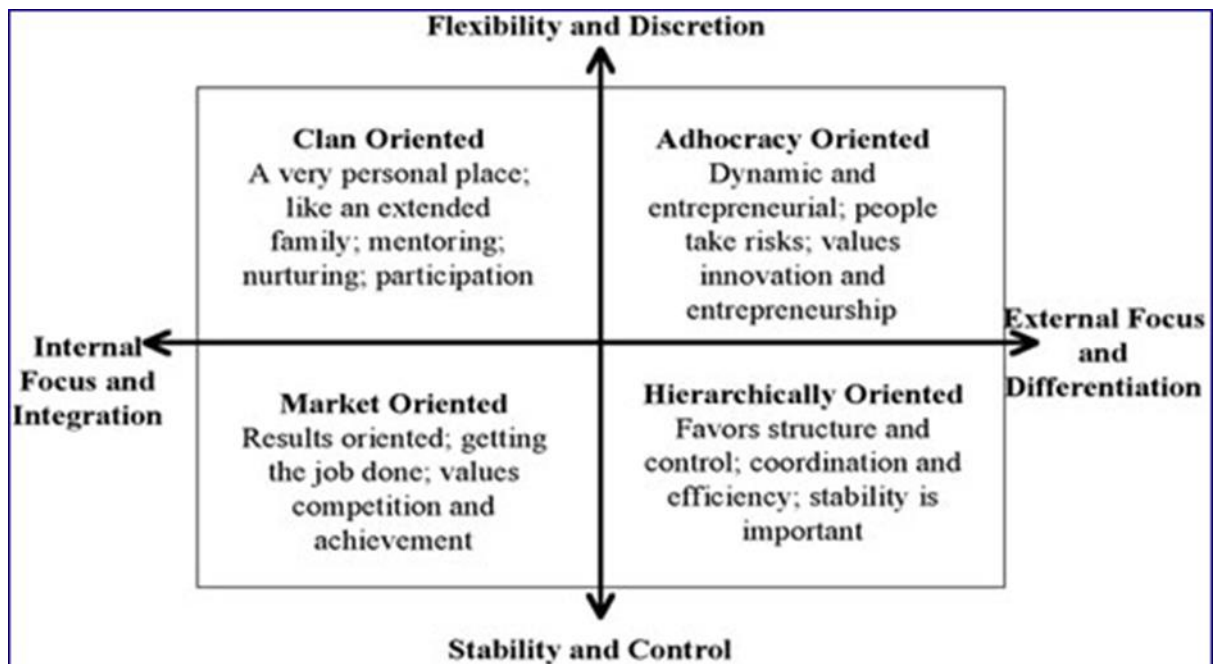 Flexibility and Discretion
Clan Oriented
A very personal place;
like an extended
family; mentoring;
nurturing; participation
Adhocracy Oriented
Dynamic and
entrepreneurial; people
take risks; values
innovation and
entrepreneurship
Internal
Focus and
Integration
External Focus
and
Differentiation
Market Oriented
Results oriented; getting
the job done; values
competition and
achievement
Hierarchically Oriented
Favors structure and
control; coordination and
efficiency; stability is
important
Stability and Control